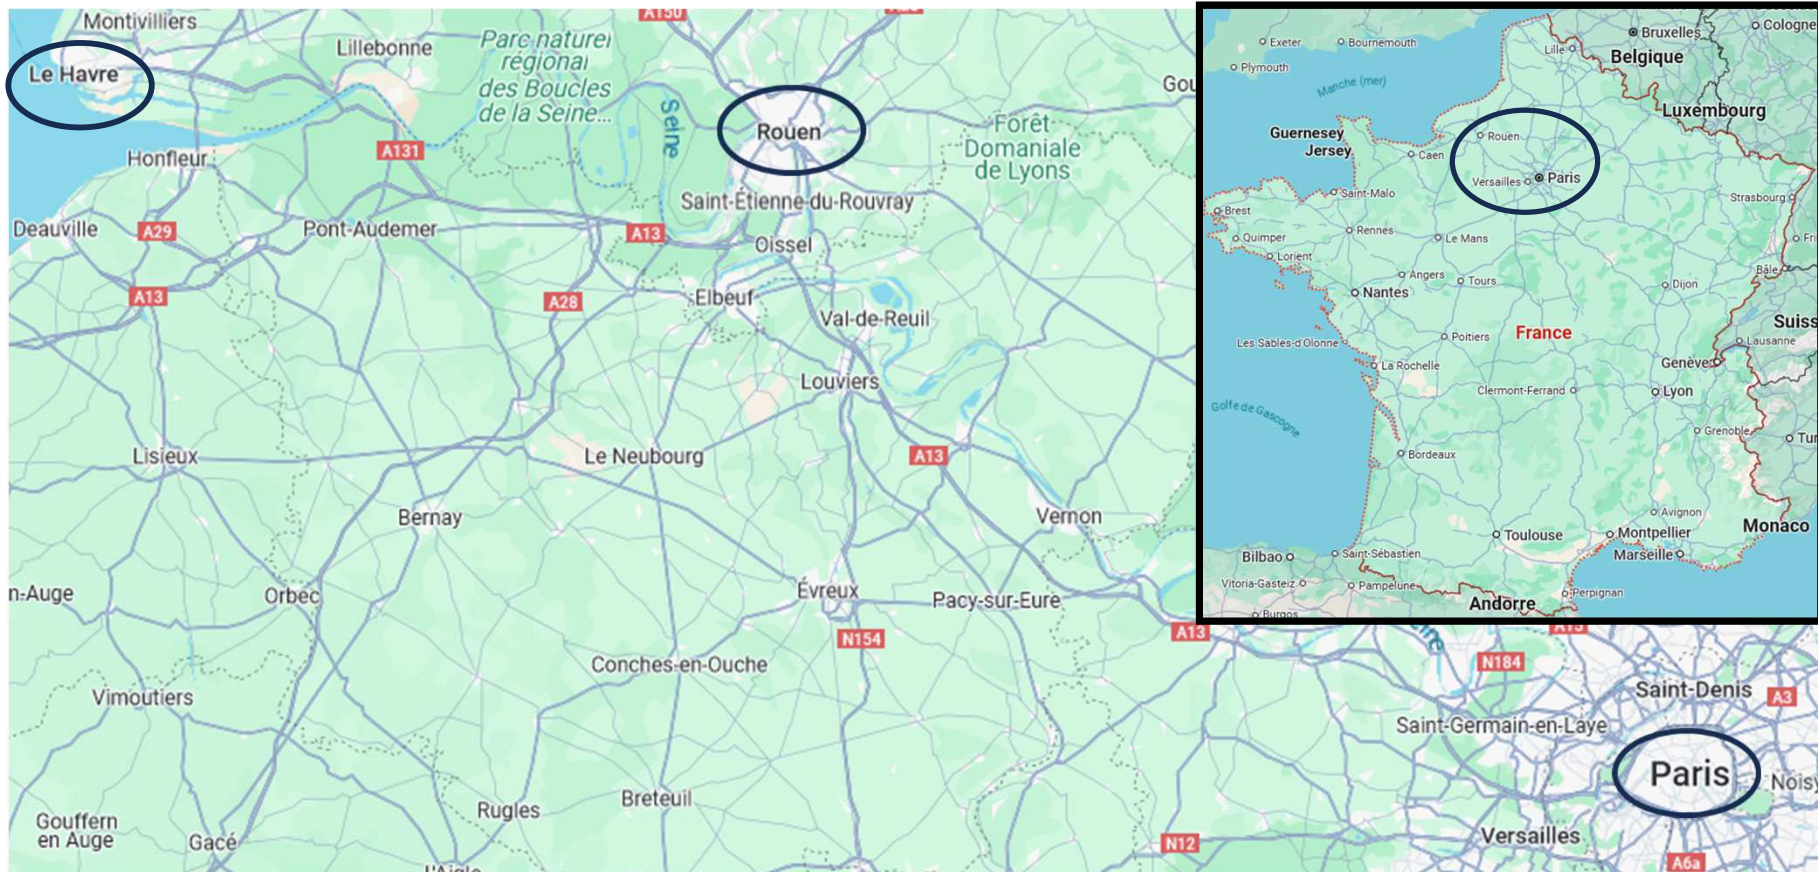 Montivilliers
Le Havre
Lillebonne
Parc naturel
régional
des Boucles
de la Seine...
A150
Seine
Rouen
Forêt
Domaniale
de Lyons
Honfleur
A131
Saint-Étienne-du-Rouvray
Deauville
A29
Pont-Audemer
A13
Oissel
A13
A28
Elbeuf
Val-de-Reuil
Louviers
Lisieux
Le Neubourg
A13
Bernay
Vernon
n-Auge
Orbec
Évreux
Pacy-sur-Eure
N154
A13
Conches-en-Ouche
N184
Vimoutiers
Saint-Denis
A3
Saint-Germain-en-Laye
Paris
Noisy
Rugles
Breteuil
Gouffern
en Auge
Gacé
N12
Versailles
A6a
Exeter
Bournemouth
Plymouth
Manche (mer)
Lille
Bruxelles
Belgique
Cologne
Luxembourg
Guernesey
Jersey
Rouen
Caen
Versailles
Paris
Strasbourg
Saint-Malo
Brest
Rennes
Quimper
Le Mans
Lorient
Fri
Bâle
Angers
Tours
Dijon
Nantes
Suiss
Les Sables-d'Olonne
Poitiers
France
Lausanne
La Rochelle
Genève
Clermont-Ferrand
Lyon
Golfe de Gascogne
Grenoble
Tur
Bordeaux
Avignon
Toulouse
Montpellier
Monaco
Marseille
Bilbao
Saint-Sébastien
Vitoria-Gasteiz
Pampelune
Andorre
Perpignan
Burgos